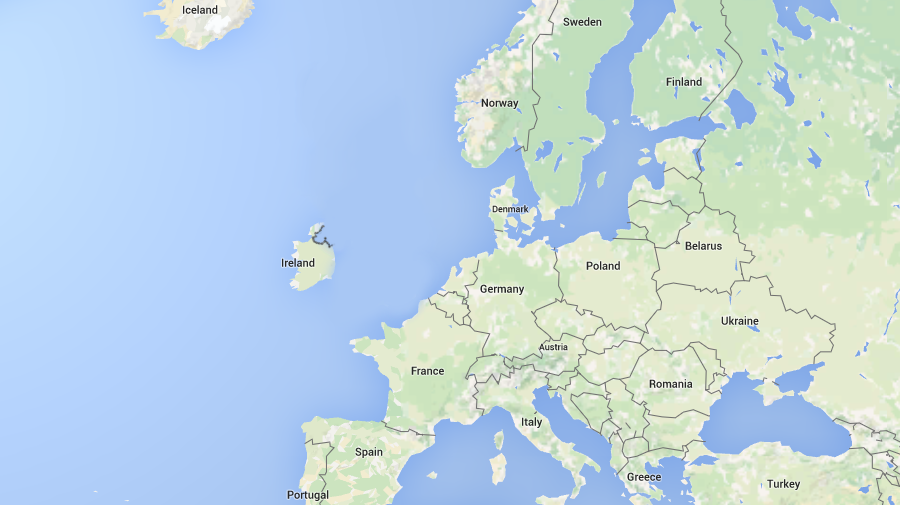 Iceland
Sweden
Finland
Norway
Denmark
Belarus
Ireland
Poland
Germany
Ukraine
Austria
France
Romania
Italy
Spain
Greece
Turkey
Portugal